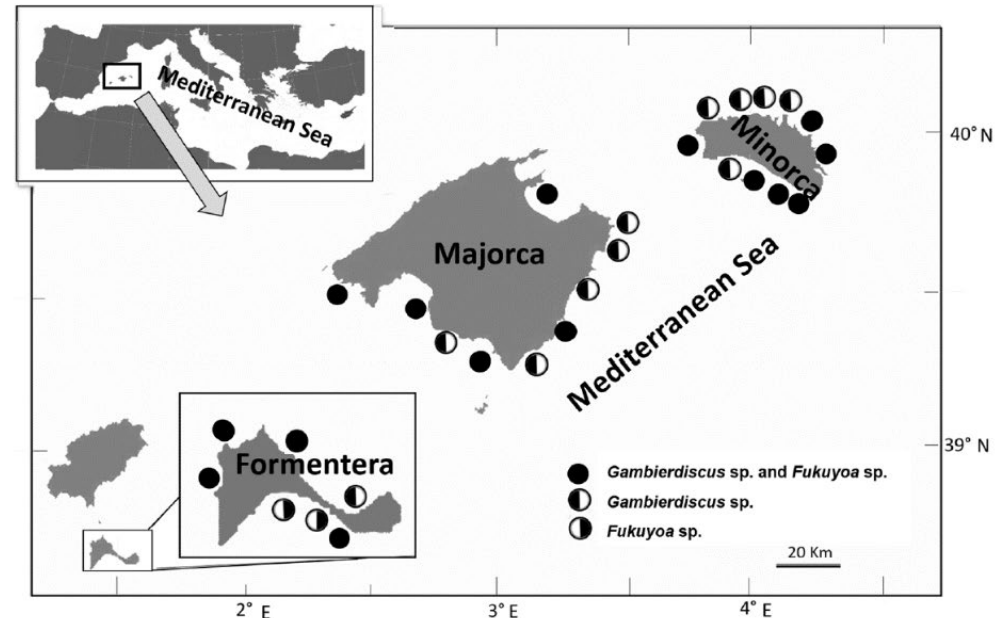 Mediterranean Sea
40° N
Minorca
Majorca
Mediterranean Sea
39° N
Formentera
Gambierdiscus sp. and Fukuyoa sp.
Gambierdiscus sp.
Fukuyoa sp.
20 Km
2° E
3° E
4° E